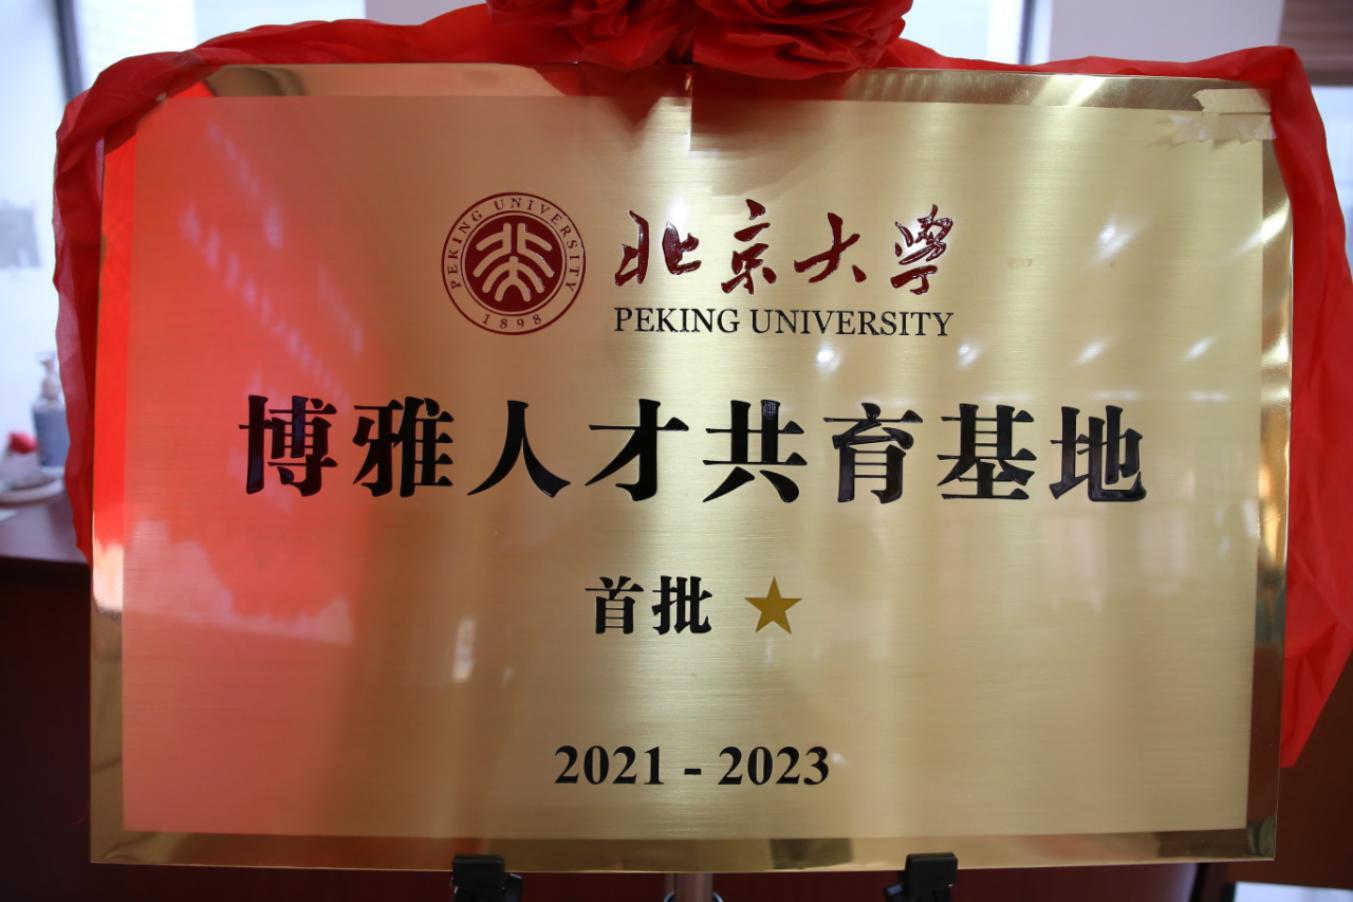 PEKING UNIVERSITY
1898
北京大学
PEKING UNIVERSITY
博雅人才共育基地
首批
2021 - 2023